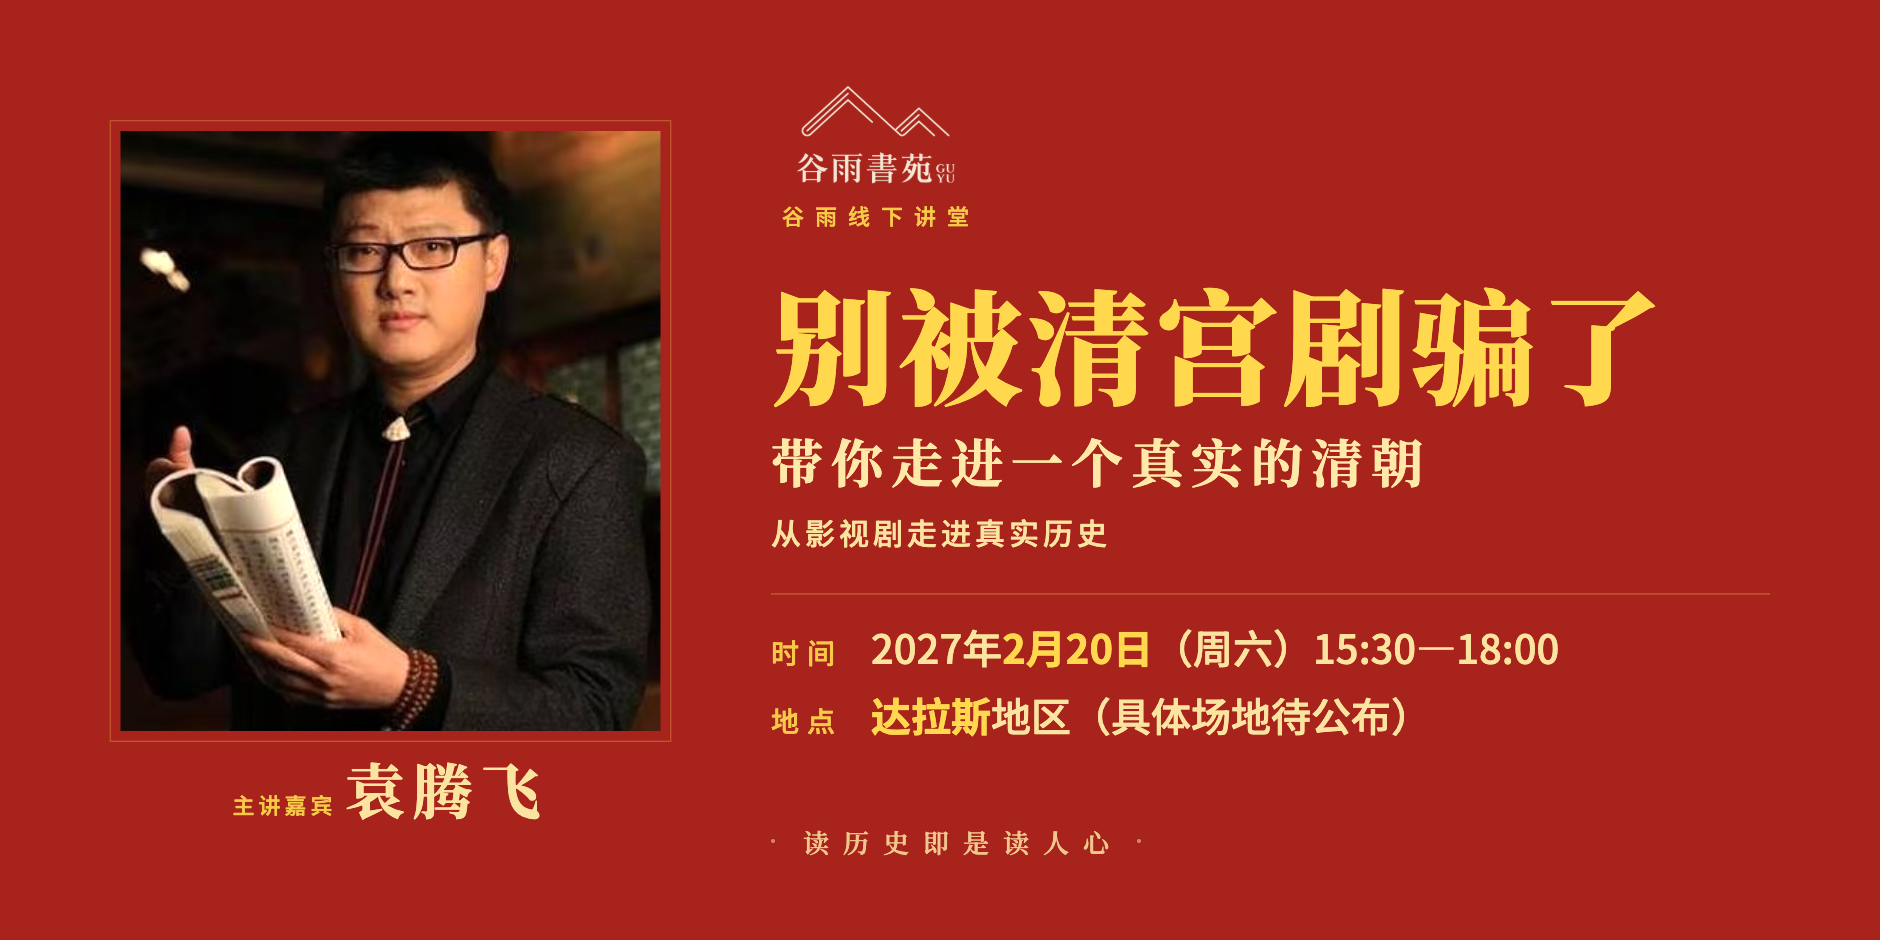 谷雨書苑 GU YU
谷雨线下讲堂
别被清宫剧骗了
带你走进一个真实的清朝
从影视剧走进真实历史
时间 2027年2月20日（周六）15:30—18:00
地点 达拉斯地区（具体场地待公布）
主讲嘉宾 袁腾飞
· 读历史即是读人心 ·